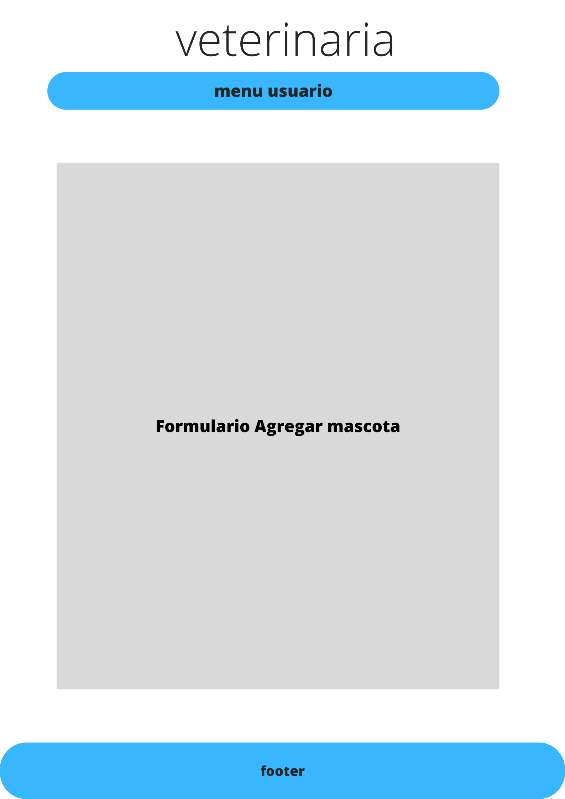 veterinaria
menu usuario
Formulario Agregar mascota
footer